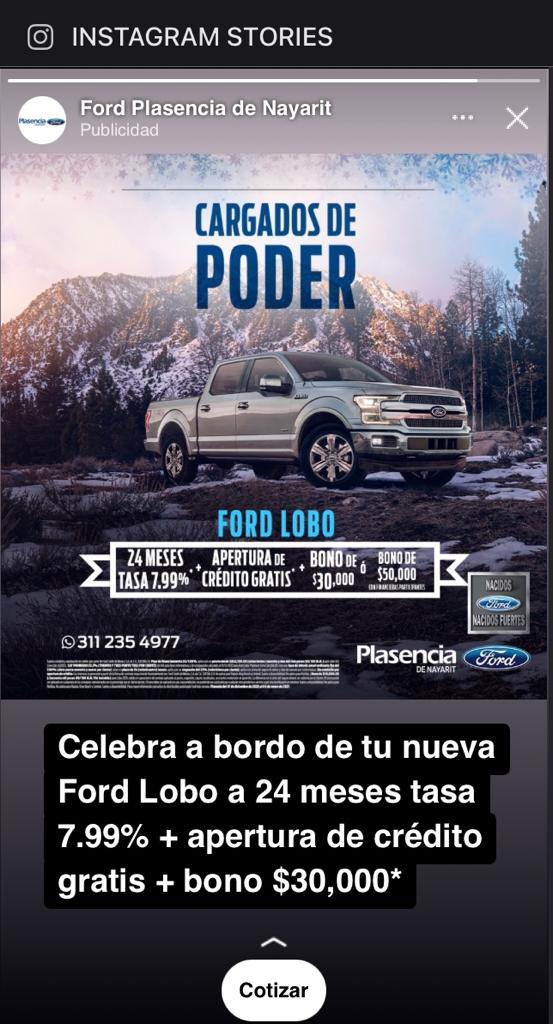 INSTAGRAM STORIES
Ford Plasencia de Nayarit
Publicidad
CARGADOS DE
PODER
FORD LOBO
24 MESES
TASA 7.99%*
+
APERTURA DE
CRÉDITO GRATIS*
+
BONO DE
$30,000
ó
BONO DE
$50,000
CON FINANCIERAS PARTICIPANTES
NACIDOS
Ford
NACIDOS FUERTES
311 235 4977
Plasencia
DE NAYARIT
Ford
Celebra a bordo de tu nueva
Ford Lobo a 24 meses tasa
7.99% + apertura de crédito
gratis + bono $30,000*
Cotizar